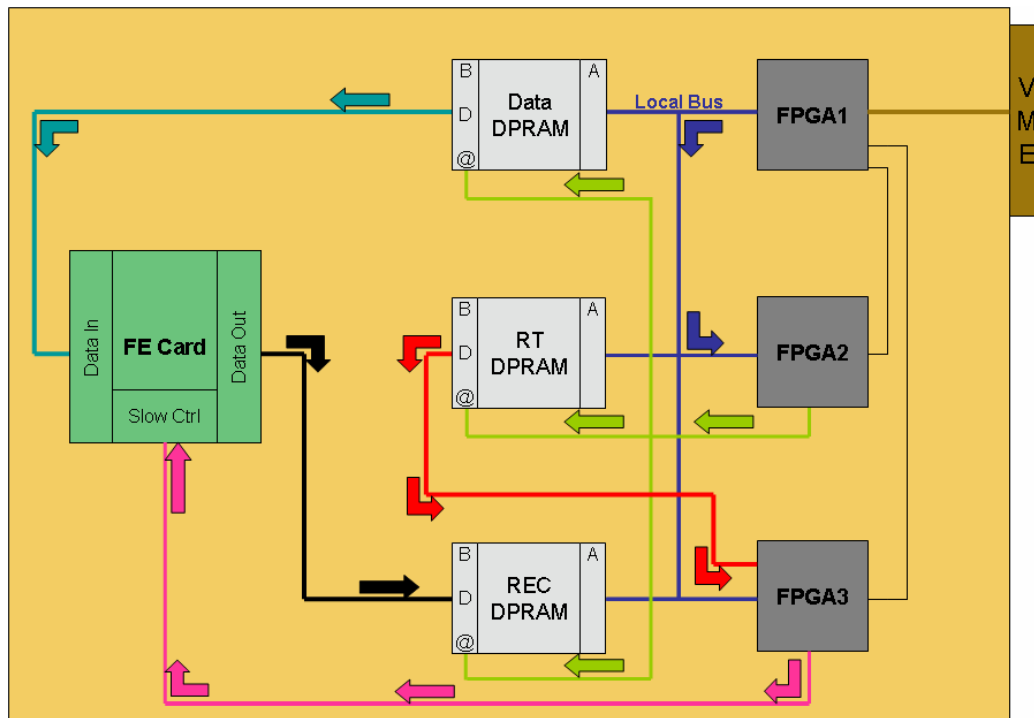 B
A
D
@
Data
DPRAM
Local Bus
FPGA1
V
M
E
Data In
FE Card
Slow Ctrl
Data Out
B
A
D
@
RT
DPRAM
FPGA2
B
A
D
@
REC
DPRAM
FPGA3